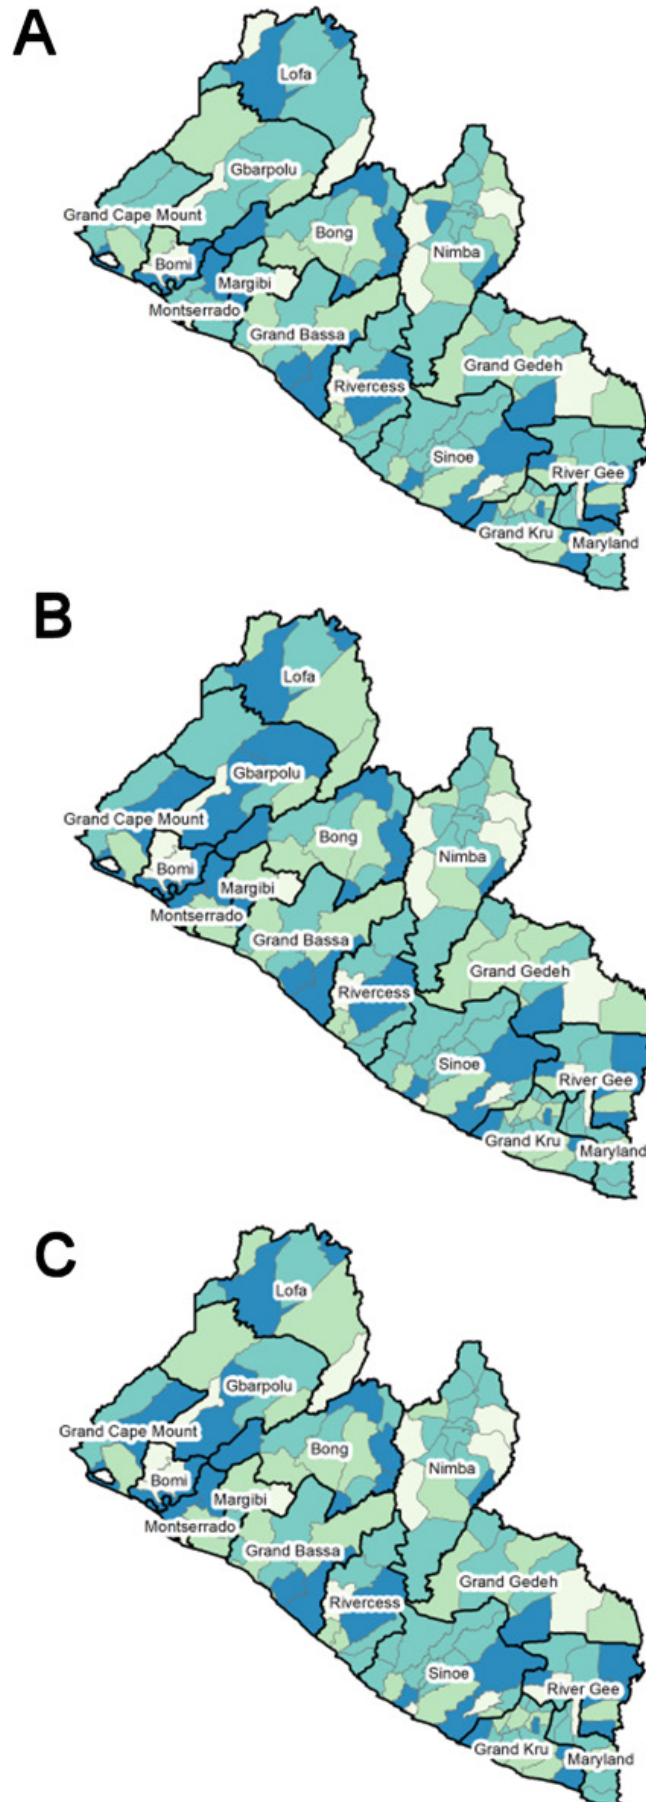 A
Lofa
Gbarpolu
Grand Cape Mount
Bong
Bomi
Nimba
Margibi
Montserrado
Grand Bassa
Grand Gedeh
Rivercess
Sinoe
River Gee
Grand Kru
Maryland
B
Lofa
Gbarpolu
Grand Cape Mount
Bong
Nimba
Bomi
Margibi
Montserrado
Grand Bassa
Grand Gedeh
Rivercess
Sinoe
River Gee
Grand Kru
Maryland
C
Lofa
Gbarpolu
Grand Cape Mount
Bong
Nimba
Bomi
Margibi
Montserrado
Grand Bassa
Grand Gedeh
Rivercess
Sinoe
River Gee
Grand Kru
Maryland